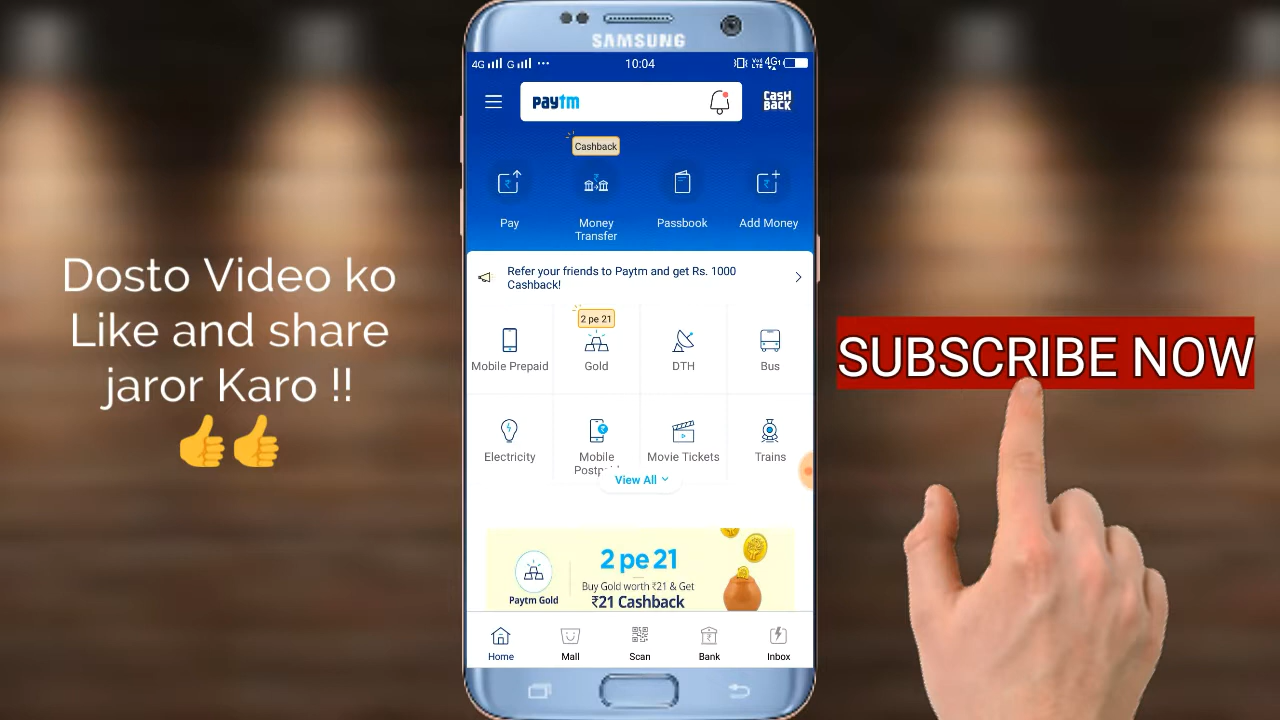 SAMSUNG
4G G ... 10:04 VoLTE 4G
paytm
CASH
BACK
Cashback
Pay
Money
Transfer
Passbook
Add Money
Refer your friends to Paytm and get Rs. 1000
Cashback!
2 pe 21
Mobile Prepaid
Gold
DTH
Bus
Electricity
Mobile
Movie Tickets
Trains
View All
2 pe 21
Buy Gold worth ₹21 & Get
₹21 Cashback
Paytm Gold
Home
Mall
Scan
Bank
Inbox
Dosto Video ko
Like and share
jaror Karo !!
👍👍
SUBSCRIBE NOW